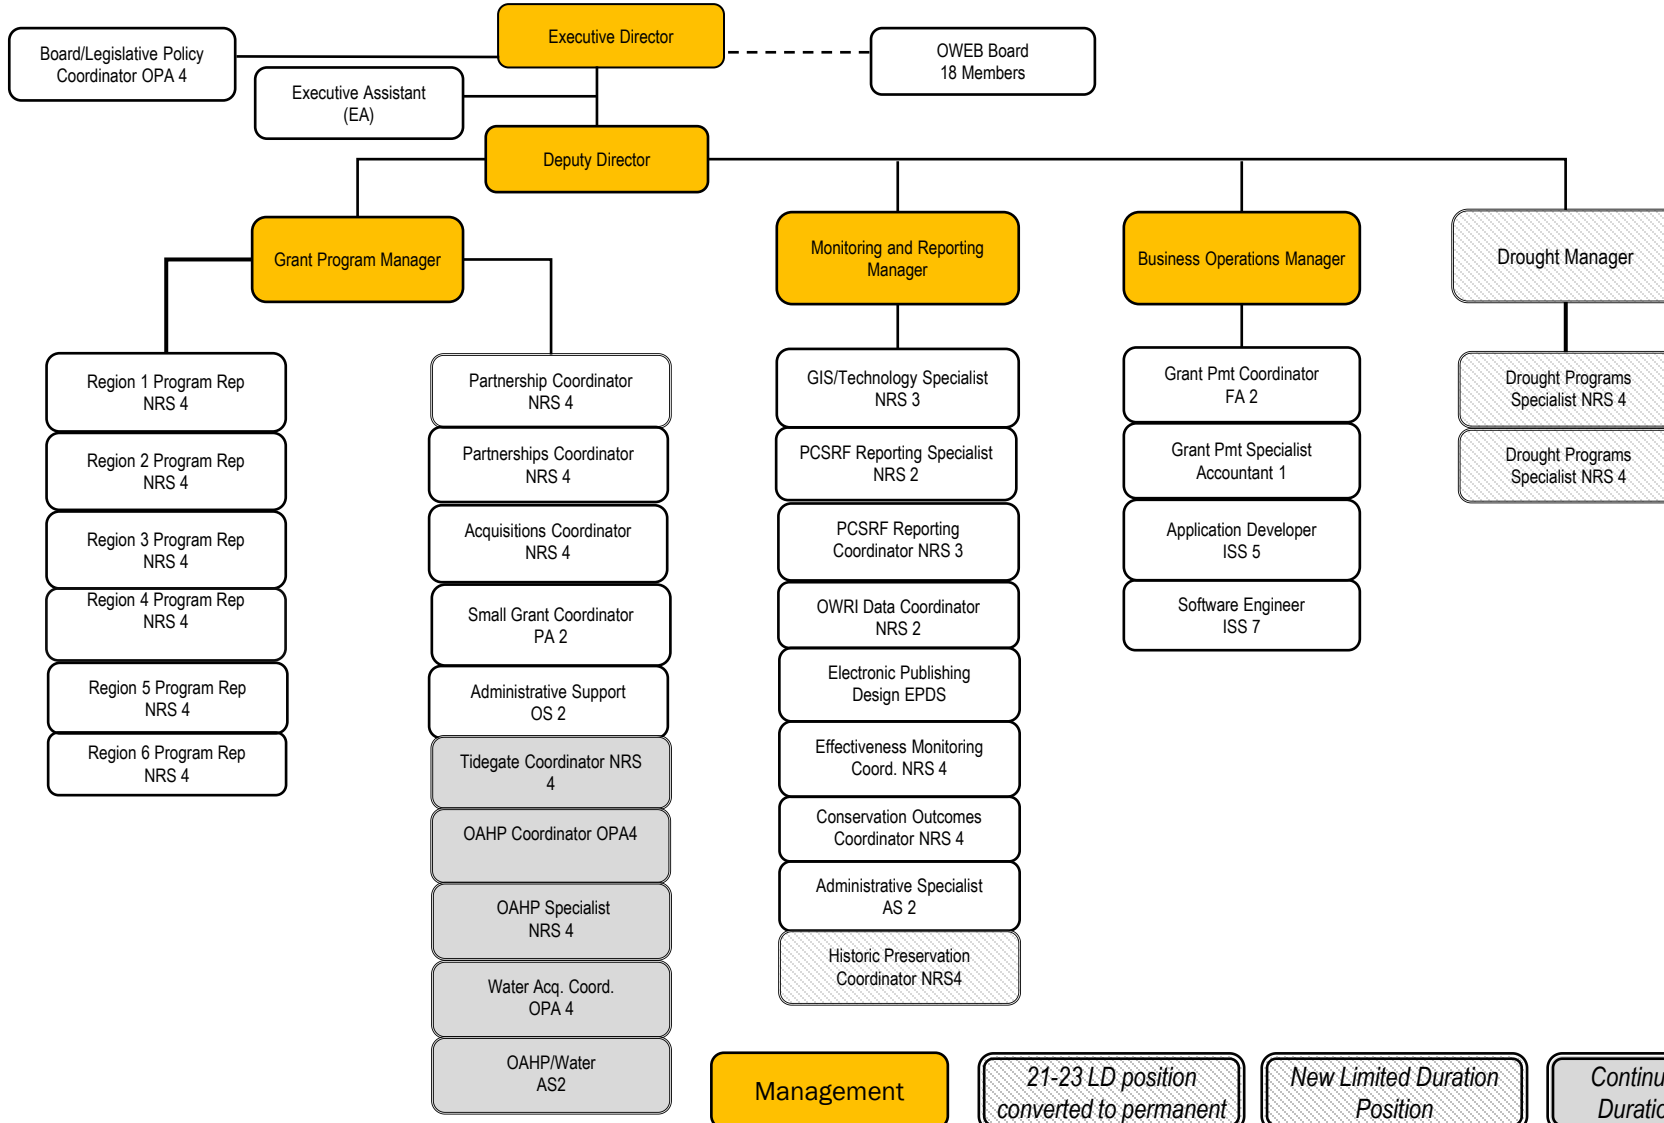 Executive Director
Board/Legislative Policy
Coordinator OPA 4
OWEB Board
18 Members
Executive Assistant
(EA)
Deputy Director
Grant Program Manager
Monitoring and Reporting
Manager
Business Operations Manager
Drought Manager
Region 1 Program Rep
NRS 4
Region 2 Program Rep
NRS 4
Region 3 Program Rep
NRS 4
Region 4 Program Rep
NRS 4
Region 5 Program Rep
NRS 4
Region 6 Program Rep
NRS 4
Partnership Coordinator
NRS 4
Partnerships Coordinator
NRS 4
Acquisitions Coordinator
NRS 4
Small Grant Coordinator
PA 2
Administrative Support
OS 2
Tidegate Coordinator NRS
4
OAHP Coordinator OPA4
OAHP Specialist
NRS 4
Water Acq. Coord.
OPA 4
OAHP/Water
AS2
GIS/Technology Specialist
NRS 3
PCSRF Reporting Specialist
NRS 2
PCSRF Reporting
Coordinator NRS 3
OWRI Data Coordinator
NRS 2
Electronic Publishing
Design EPDS
Effectiveness Monitoring
Coord. NRS 4
Conservation Outcomes
Coordinator NRS 4
Administrative Specialist
AS 2
Historic Preservation
Coordinator NRS4
Grant Pmt Coordinator
FA 2
Grant Pmt Specialist
Accountant 1
Application Developer
ISS 5
Software Engineer
ISS 7
Drought Programs
Specialist NRS 4
Drought Programs
Specialist NRS 4
Management
21-23 LD position
converted to permanent
New Limited Duration
Position